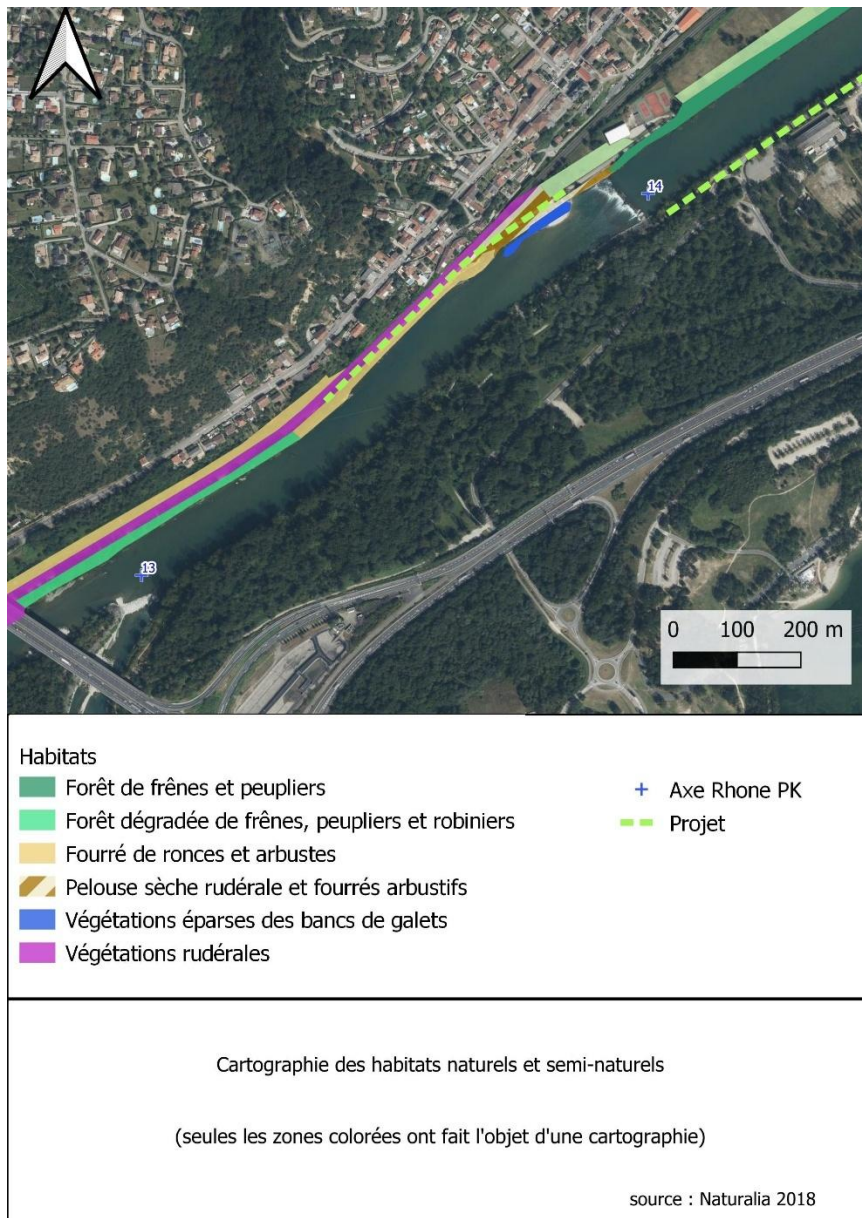 14
13
0 100 200 m
Habitats
Forêt de frênes et peupliers
Forêt dégradée de frênes, peupliers et robiniers
Fourré de ronces et arbustes
Pelouse sèche rudérale et fourrés arbustifs
Végétations éparses des bancs de galets
Végétations rudérales
Axe Rhone PK
Projet
Cartographie des habitats naturels et semi-naturels
(seules les zones colorées ont fait l'objet d'une cartographie)
source : Naturalia 2018